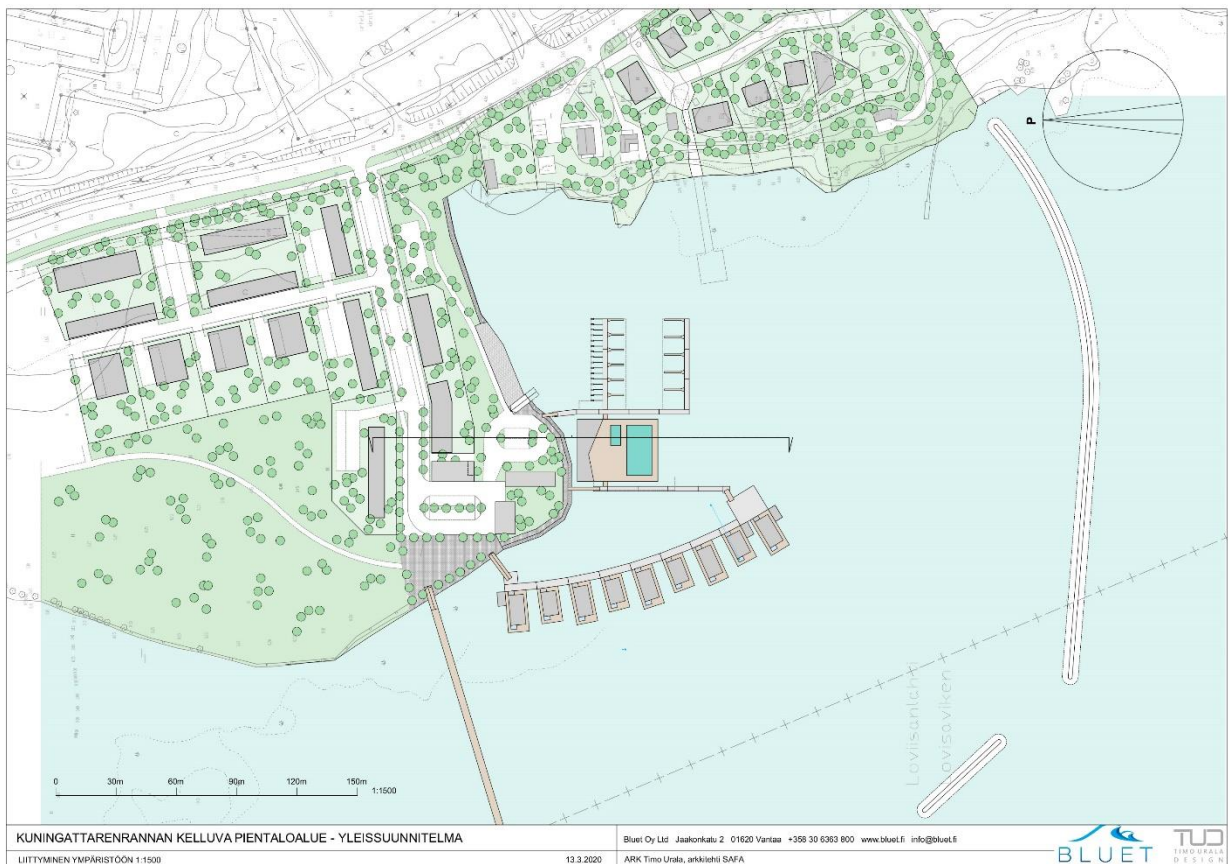 P
Loviisanlahti
Lovisaviken
0 30m 60m 90m 120m 150m
1:1500
KUNINGATTARENRANNAN KELLUVA PIENTALOALUE - YLEISSUUNNITELMA
LIITTYMINEN YMPÄRISTÖÖN 1:1500
13.3.2020
Bluet Oy Ltd Jaakonkatu 2 01620 Vantaa +358 30 6363 800 www.bluet.fi info@bluet.fi
ARK Timo Urala, arkkitehti SAFA
BLUET
TUD
TIMO URALA
DESIGN